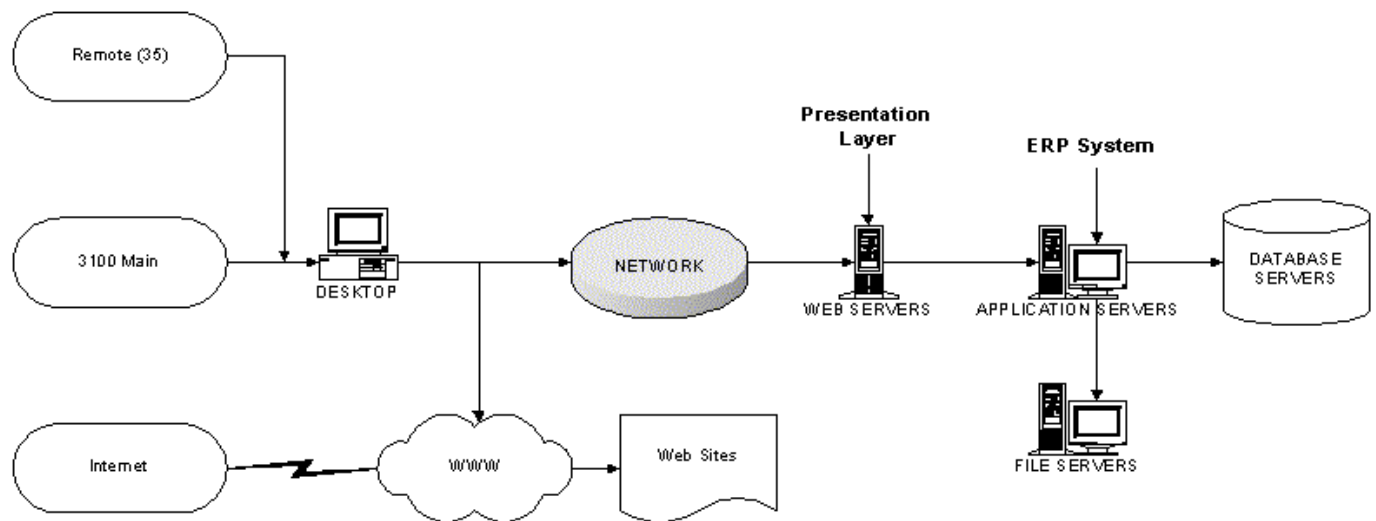 Remote (35)
Presentation
Layer
ERP System
3100 Main
DESKTOP
NETWORK
WEB SERVERS
APPLICATION SERVERS
DATABASE
SERVERS
Internet
WWW
Web Sites
FILE SERVERS